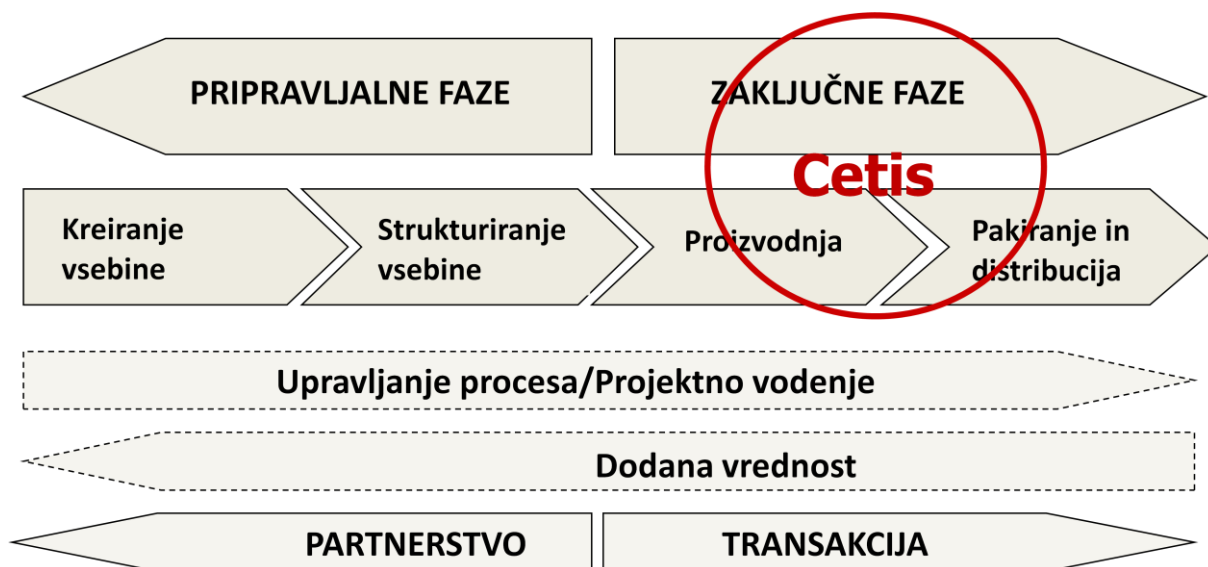 PRIPRAVLJALNE FAZE
ZAKLJUČNE FAZE
Cetis
Kreiranje
vsebine
Strukturiranje
vsebine
Proizvodnja
Pakiranje in
distribucija
Upravljanje procesa/Projektno vodenje
Dodana vrednost
PARTNERSTVO
TRANSAKCIJA